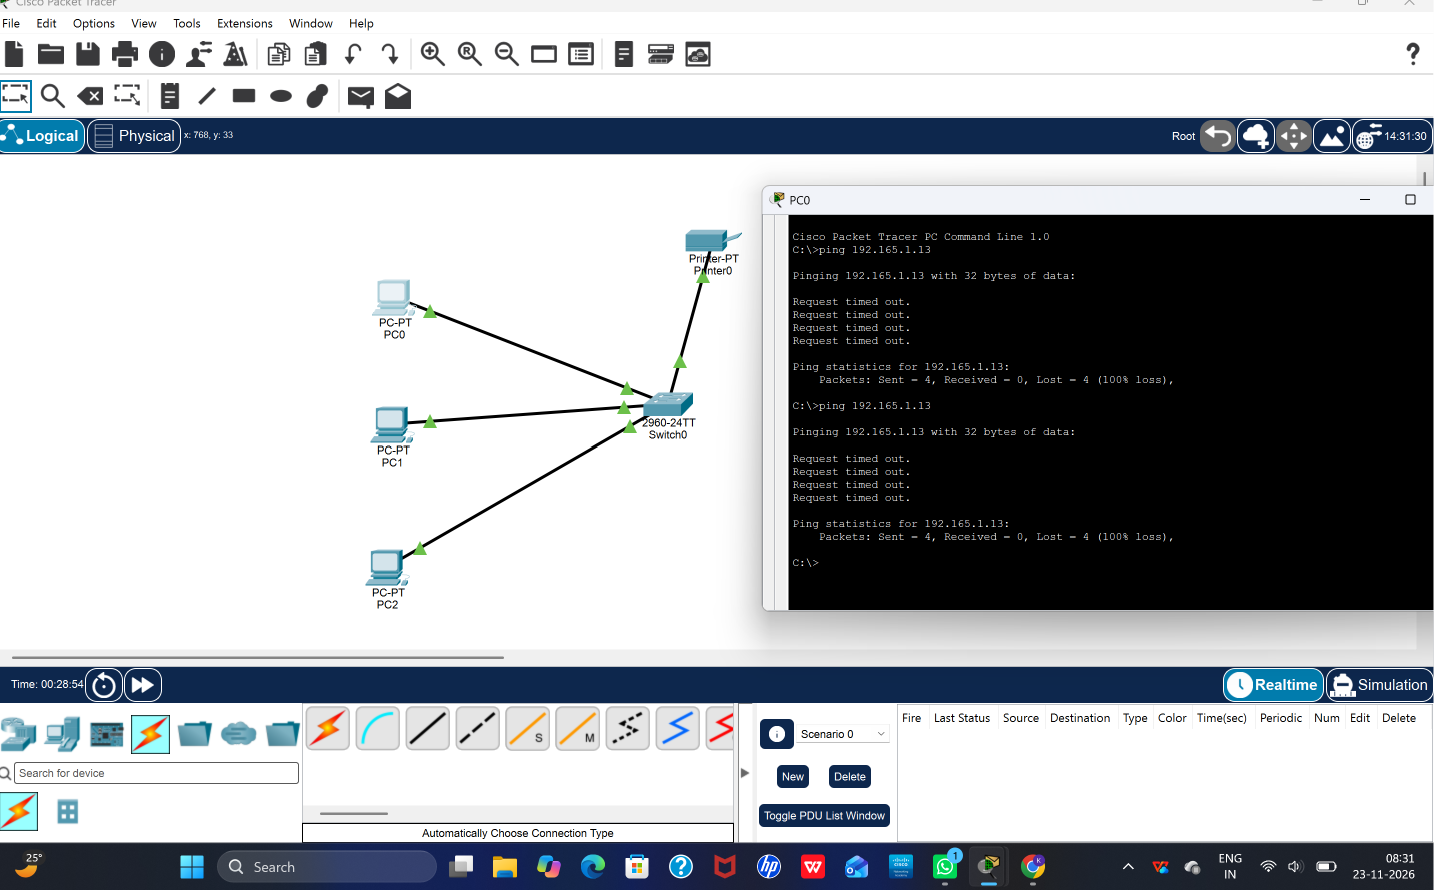 Cisco Packet Tracer
File Edit Options View Tools Extensions Window Help
Logical Physical x: 768, y: 33 Root 14:31:30
PC0
Cisco Packet Tracer PC Command Line 1.0
C:\>ping 192.165.1.13
Pinging 192.165.1.13 with 32 bytes of data:
Request timed out.
Request timed out.
Request timed out.
Request timed out.
Ping statistics for 192.165.1.13:
Packets: Sent = 4, Received = 0, Lost = 4 (100% loss),
C:\>ping 192.165.1.13
Pinging 192.165.1.13 with 32 bytes of data:
Request timed out.
Request timed out.
Request timed out.
Request timed out.
Ping statistics for 192.165.1.13:
Packets: Sent = 4, Received = 0, Lost = 4 (100% loss),
C:\>
Printer-PT
Printer0
PC-PT
PC0
2960-24TT
Switch0
PC-PT
PC1
PC-PT
PC2
Time: 00:28:54 Realtime Simulation
S M
Search for device
Automatically Choose Connection Type
Scenario 0
New Delete
Toggle PDU List Window
Fire Last Status Source Destination Type Color Time(sec) Periodic Num Edit Delete
25°
Search
1
ENG
IN
08:31
23-11-2026